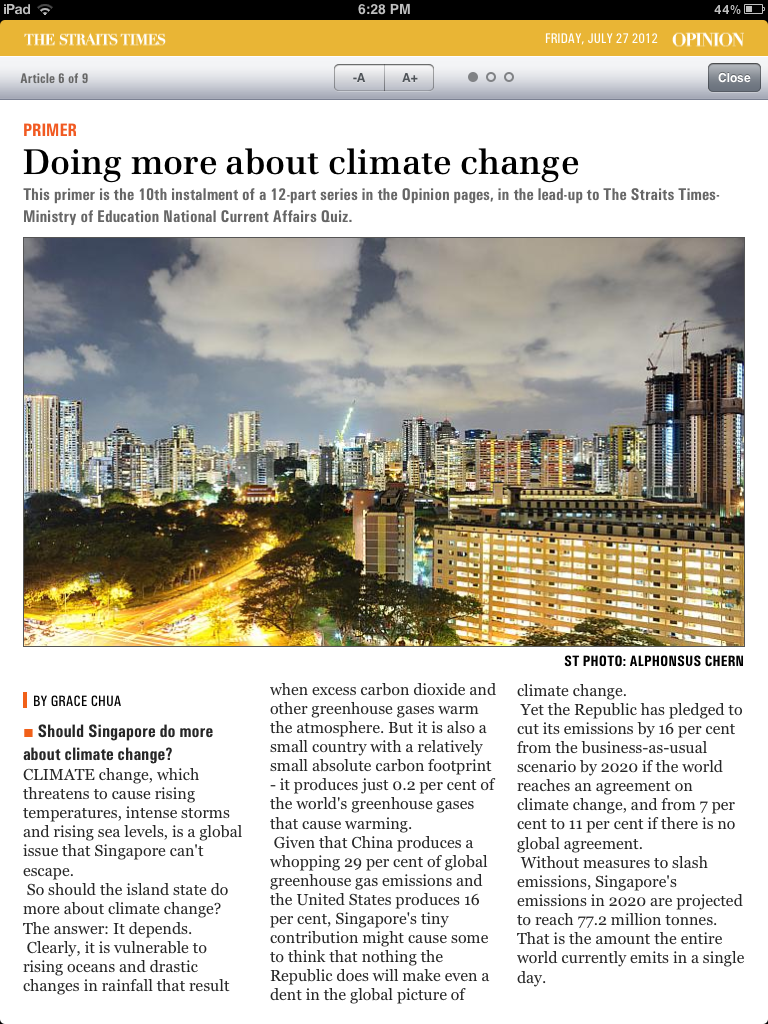 iPad 6:28 PM 44%
THE STRAITS TIMES FRIDAY, JULY 27 2012 OPINION
Article 6 of 9 -A A+ Close
PRIMER
Doing more about climate change
This primer is the 10th instalment of a 12-part series in the Opinion pages, in the lead-up to The Straits Times-
Ministry of Education National Current Affairs Quiz.
ST PHOTO: ALPHONSUS CHERN
BY GRACE CHUA
Should Singapore do more
about climate change?
CLIMATE change, which
threatens to cause rising
temperatures, intense storms
and rising sea levels, is a global
issue that Singapore can't
escape.
So should the island state do
more about climate change?
The answer: It depends.
Clearly, it is vulnerable to
rising oceans and drastic
changes in rainfall that result
when excess carbon dioxide and
other greenhouse gases warm
the atmosphere. But it is also a
small country with a relatively
small absolute carbon footprint
- it produces just 0.2 per cent of
the world's greenhouse gases
that cause warming.
Given that China produces a
whopping 29 per cent of global
greenhouse gas emissions and
the United States produces 16
per cent, Singapore's tiny
contribution might cause some
to think that nothing the
Republic does will make even a
dent in the global picture of
climate change.
Yet the Republic has pledged to
cut its emissions by 16 per cent
from the business-as-usual
scenario by 2020 if the world
reaches an agreement on
climate change, and from 7 per
cent to 11 per cent if there is no
global agreement.
Without measures to slash
emissions, Singapore's
emissions in 2020 are projected
to reach 77.2 million tonnes.
That is the amount the entire
world currently emits in a single
day.